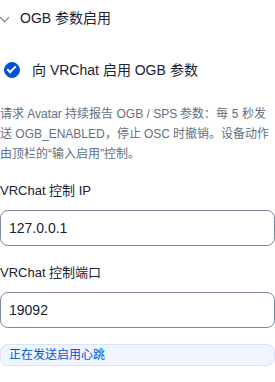 OGB 参数启用
向 VRChat 启用 OGB 参数
请求 Avatar 持续报告 OGB / SPS 参数：每 5 秒发
送 OGB_ENABLED，停止 OSC 时撤销。设备动作
由顶栏的“输入启用”控制。
VRChat 控制 IP
127.0.0.1
VRChat 控制端口
19092
正在发送启用心跳